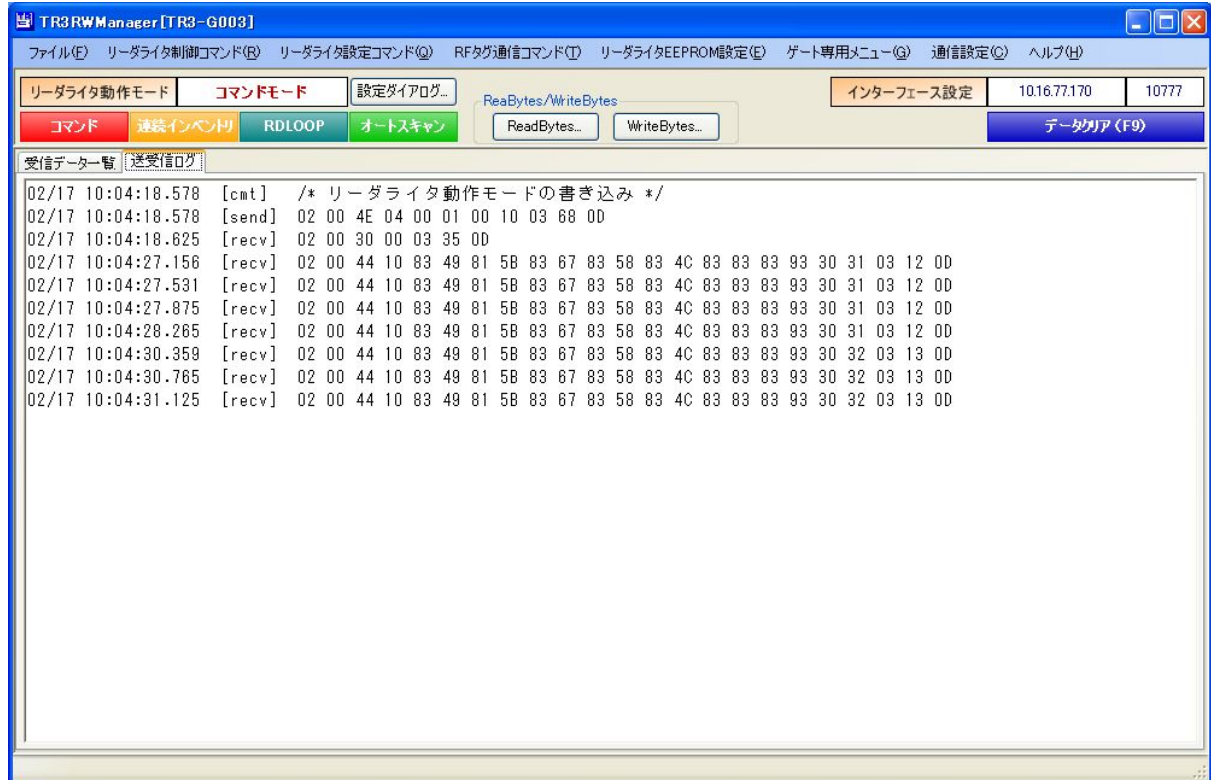 TR3RWManager[TR3-G003]
ファイル(F) リーダライタ制御コマンド(R) リーダライタ設定コマンド(Q) RFタグ通信コマンド(T) リーダライタEEPROM設定(E) ゲート専用メニュー(G) 通信設定(C) ヘルプ(H)
リーダライタ動作モード コマンドモード 設定ダイアログ... ReaBytes/WriteBytes インターフェース設定 10.16.77.170 10777
コマンド 連続インベントリ RDLOOP オートスキャン ReadBytes... WriteBytes... データクリア(F9)
受信データ一覧 送受信ログ
02/17 10:04:18.578 [cmt] /* リーダライタ動作モードの書き込み */
02/17 10:04:18.578 [send] 02 00 4E 04 00 01 00 10 03 68 0D
02/17 10:04:18.625 [recv] 02 00 30 00 03 35 0D
02/17 10:04:27.156 [recv] 02 00 44 10 83 49 81 5B 83 67 83 58 83 4C 83 83 83 93 30 31 03 12 0D
02/17 10:04:27.531 [recv] 02 00 44 10 83 49 81 5B 83 67 83 58 83 4C 83 83 83 93 30 31 03 12 0D
02/17 10:04:27.875 [recv] 02 00 44 10 83 49 81 5B 83 67 83 58 83 4C 83 83 83 93 30 31 03 12 0D
02/17 10:04:28.265 [recv] 02 00 44 10 83 49 81 5B 83 67 83 58 83 4C 83 83 83 93 30 31 03 12 0D
02/17 10:04:30.359 [recv] 02 00 44 10 83 49 81 5B 83 67 83 58 83 4C 83 83 83 93 30 32 03 13 0D
02/17 10:04:30.765 [recv] 02 00 44 10 83 49 81 5B 83 67 83 58 83 4C 83 83 83 93 30 32 03 13 0D
02/17 10:04:31.125 [recv] 02 00 44 10 83 49 81 5B 83 67 83 58 83 4C 83 83 83 93 30 32 03 13 0D